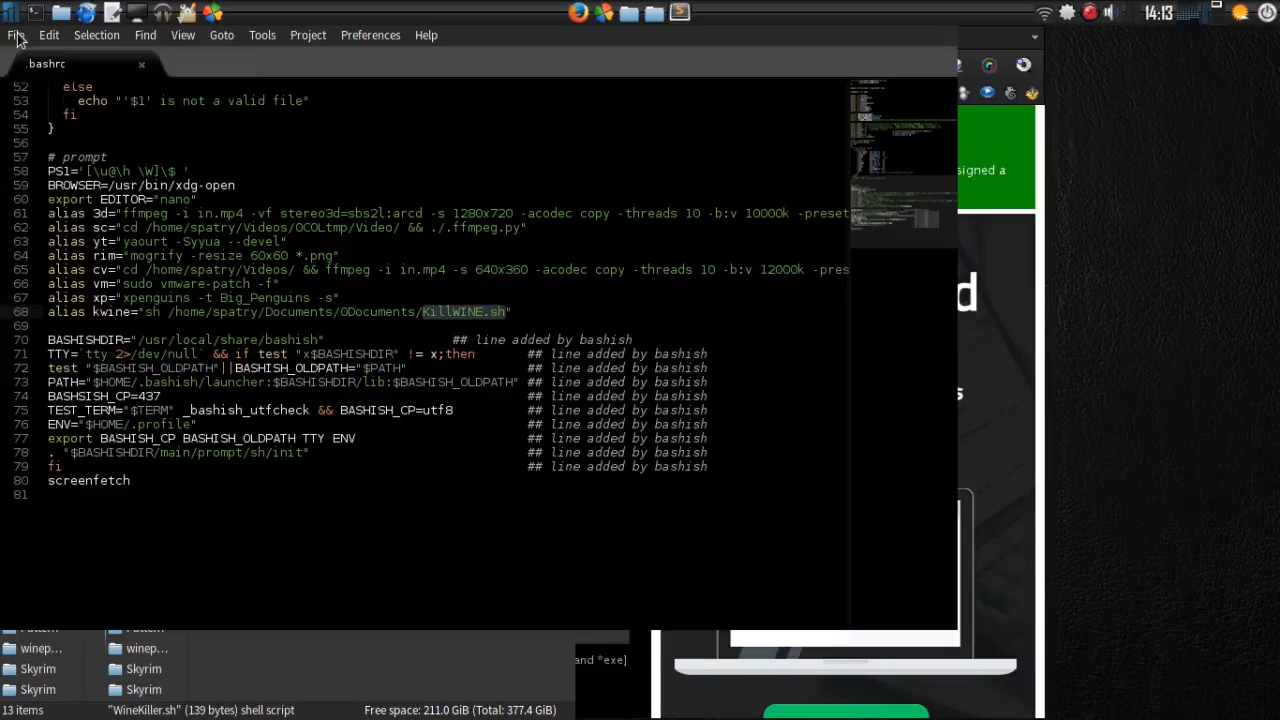 14:13
File Edit Selection Find View Goto Tools Project Preferences Help
.bashrc
52 else
53 echo "'$1' is not a valid file"
54 fi
55 }
56
57 # prompt
58 PS1='[\u@\h \W]\$ '
59 BROWSER=/usr/bin/xdg-open
60 export EDITOR="nano"
61 alias 3d="ffmpeg -i in.mp4 -vf stereo3d=sbs2l:arcd -s 1280x720 -acodec copy -threads 10 -b:v 10000k -preset
62 alias sc="cd /home/spatry/Videos/OCOLtmp/Video/ && ./.ffmpeg.py"
63 alias yt="yaourt -Syyua --devel"
64 alias rim="mogrify -resize 60x60 *.png"
65 alias cv="cd /home/spatry/Videos/ && ffmpeg -i in.mp4 -s 640x360 -acodec copy -threads 10 -b:v 12000k -pres
66 alias vm="sudo vmware-patch -f"
67 alias xp="xpenguins -t Big_Penguins -s"
68 alias kwine="sh /home/spatry/Documents/ODocuments/KillWINE.sh"
69
70 BASHISHDIR="/usr/local/share/bashish" ## line added by bashish
71 TTY=`tty 2>/dev/null` && if test "x$BASHISHDIR" != x;then ## line added by bashish
72 test "$BASHISH_OLDPATH"||BASHISH_OLDPATH="$PATH" ## line added by bashish
73 PATH="$HOME/.bashish/launcher:$BASHISHDIR/lib:$BASHISH_OLDPATH" ## line added by bashish
74 BASHSISH_CP=437 ## line added by bashish
75 TEST_TERM="$TERM" _bashish_utfcheck && BASHISH_CP=utf8 ## line added by bashish
76 ENV="$HOME/.profile" ## line added by bashish
77 export BASHISH_CP BASHISH_OLDPATH TTY ENV ## line added by bashish
78 . "$BASHISHDIR/main/prompt/sh/init" ## line added by bashish
79 fi ## line added by bashish
80 screenfetch
81
signed a
d
s
winep... winep...
and *exe]
Skyrim Skyrim
Skyrim Skyrim
13 items "WineKiller.sh" (139 bytes) shell script Free space: 211.0 GiB (Total: 377.4 GiB)